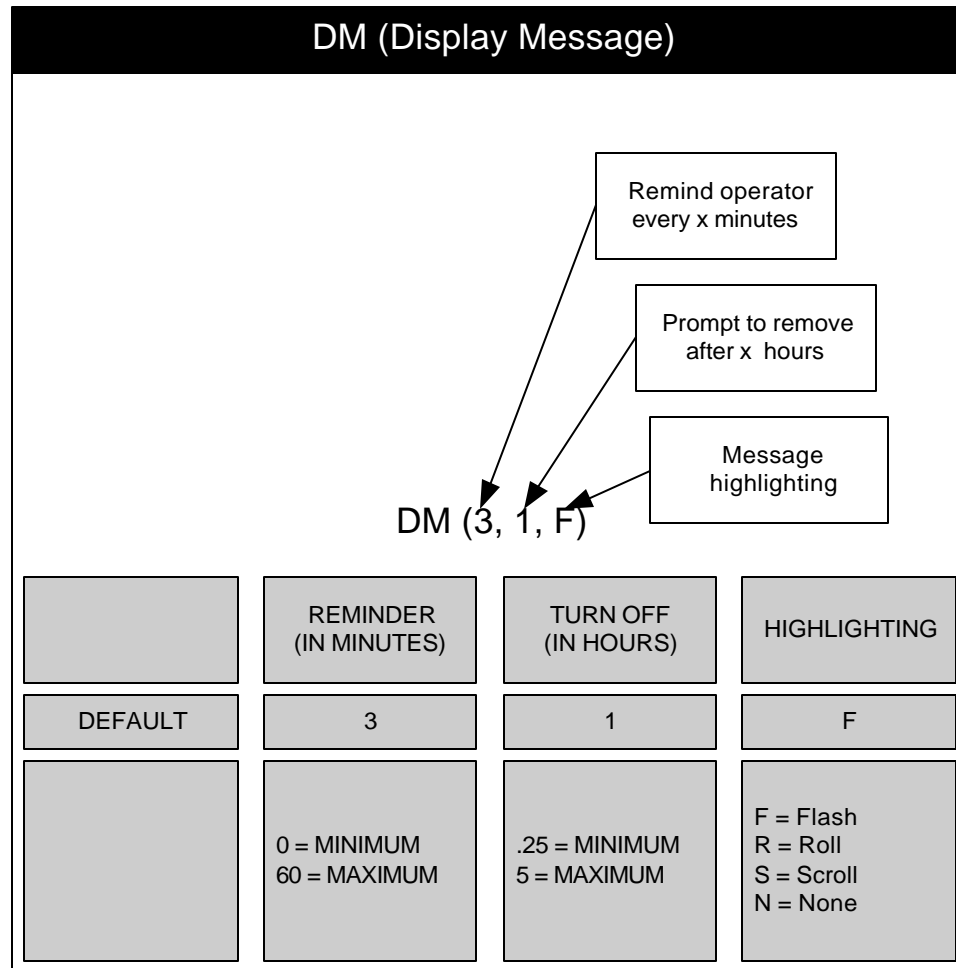 DM (Display Message)
Remind operator
every x minutes
Prompt to remove
after x hours
Message
highlighting
DM (3, 1, F)
REMINDER
(IN MINUTES)
TURN OFF
(IN HOURS)
HIGHLIGHTING
DEFAULT
3
1
F
0 = MINIMUM
60 = MAXIMUM
.25 = MINIMUM
5 = MAXIMUM
F = Flash
R = Roll
S = Scroll
N = None